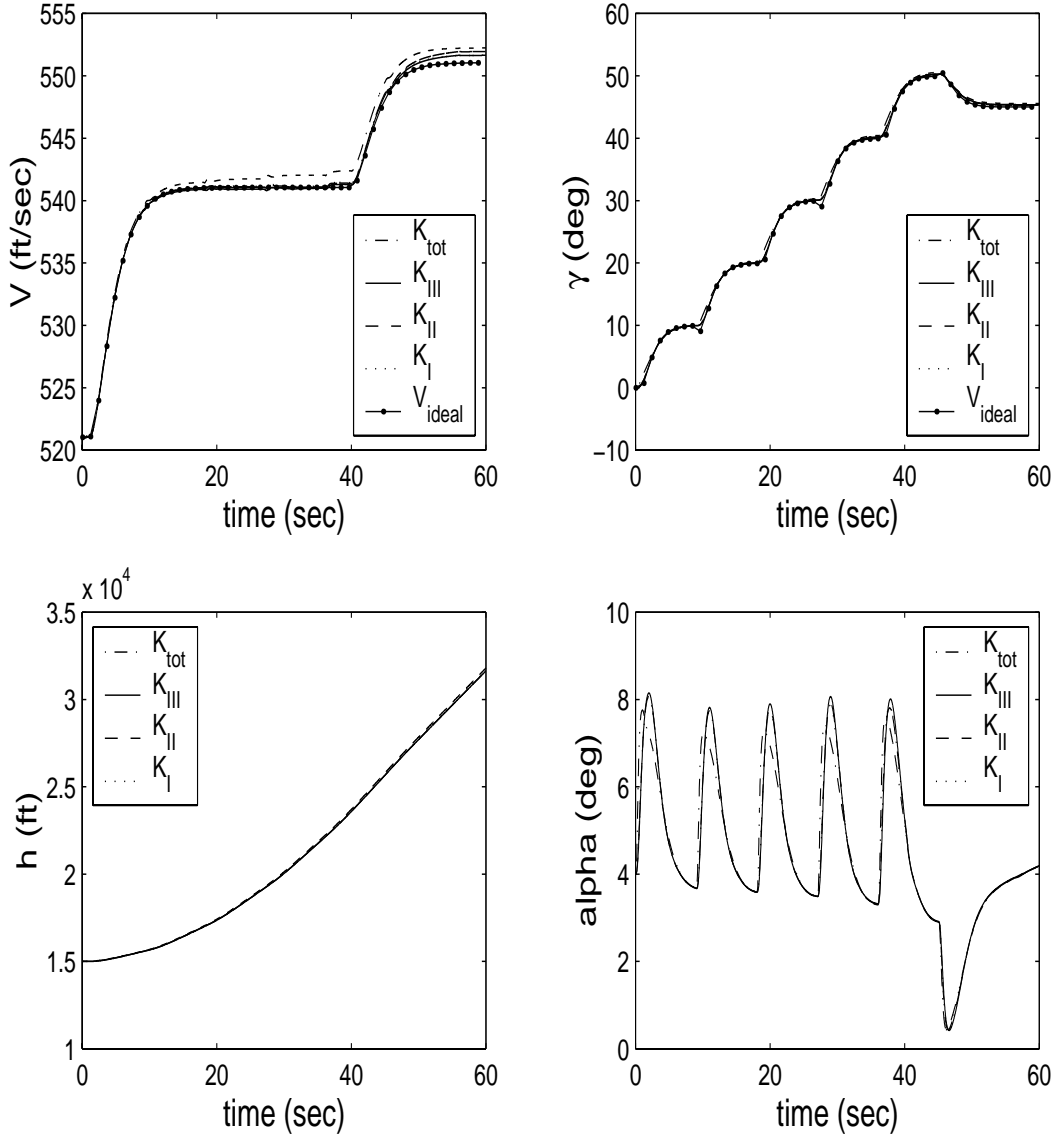 555
550
545
540
535
530
525
520
V (ft/sec)
0
20
40
60
time (sec)
K_tot
K_III
K_II
K_I
V_ideal
60
50
40
30
20
10
0
−10
γ (deg)
0
20
40
60
time (sec)
K_tot
K_III
K_II
K_I
V_ideal
x 10^4
3.5
3
2.5
2
1.5
1
h (ft)
0
20
40
60
time (sec)
K_tot
K_III
K_II
K_I
10
8
6
4
2
0
alpha (deg)
0
20
40
60
time (sec)
K_tot
K_III
K_II
K_I